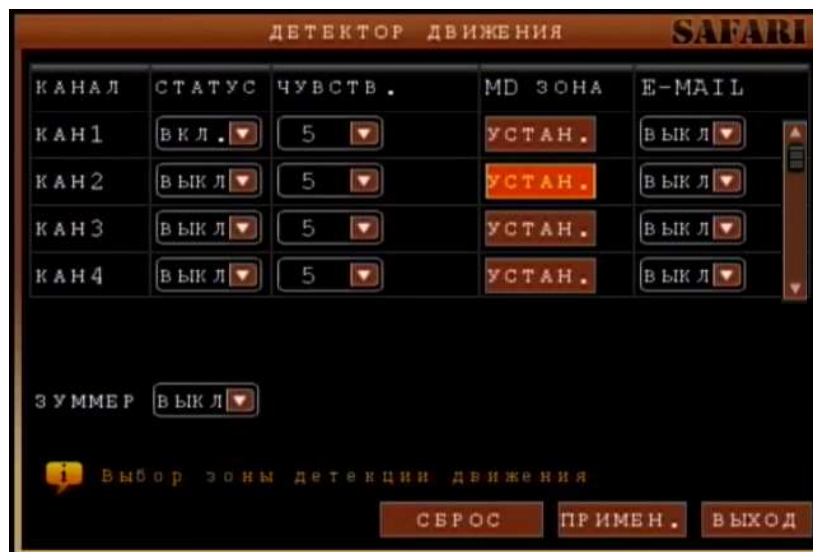 ДЕТЕКТОР ДВИЖЕНИЯ SAFARI
КАНАЛ СТАТУС ЧУВСТВ. MD ЗОНА E-MAIL
КАН1 ВКЛ. 5 УСТАН. ВЫКЛ
КАН2 ВЫКЛ 5 УСТАН. ВЫКЛ
КАН3 ВЫКЛ 5 УСТАН. ВЫКЛ
КАН4 ВЫКЛ 5 УСТАН. ВЫКЛ
ЗУММЕР ВЫКЛ
Выбор зоны детекции движения
СБРОС ПРИМЕН. ВЫХОД